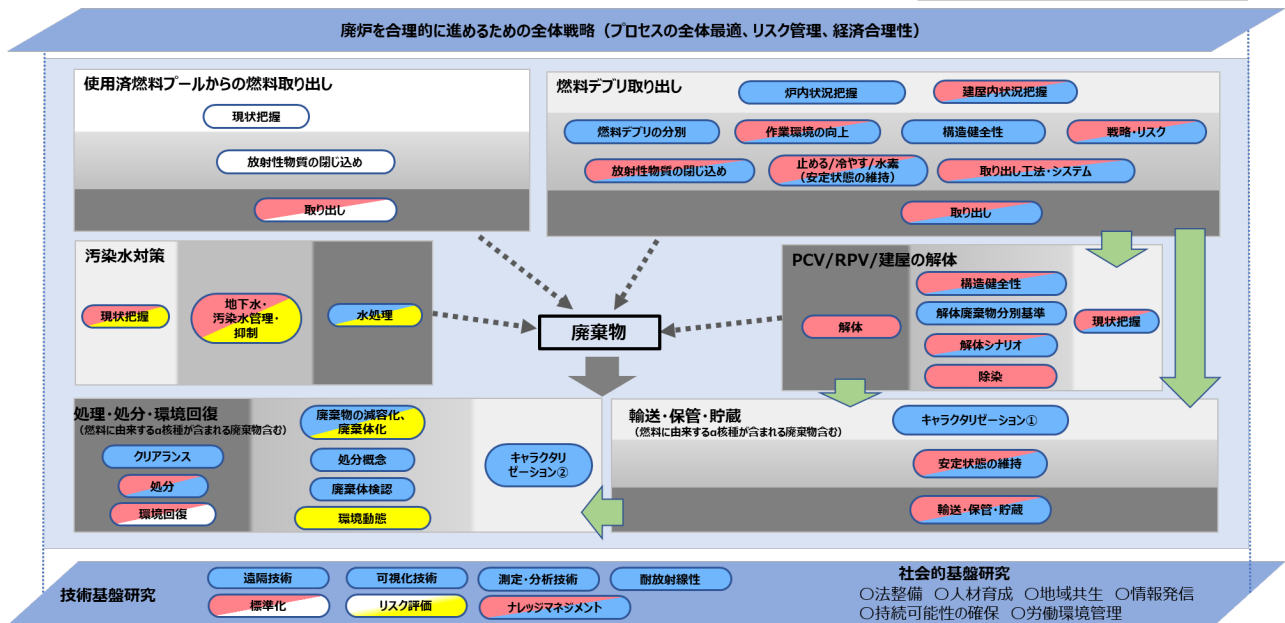 廃炉を合理的に進めるための全体戦略（プロセスの全体最適、リスク管理、経済合理性）
使用済燃料プールからの燃料取り出し
現状把握
放射性物質の閉じ込め
取り出し
燃料デブリ取り出し
炉内状況把握
建屋内状況把握
燃料デブリの分別
作業環境の向上
構造健全性
戦略・リスク
放射性物質の閉じ込め
止める/冷やす/水素
（安定状態の維持）
取り出し工法・システム
取り出し
汚染水対策
現状把握
地下水・
汚染水管理・
抑制
水処理
廃棄物
PCV/RPV/建屋の解体
解体
構造健全性
解体廃棄物分別基準
解体シナリオ
除染
現状把握
処理・処分・環境回復
（燃料に由来するα核種が含まれる廃棄物含む）
クリアランス
処分
環境回復
廃棄物の減容化、
廃棄体化
処分概念
廃棄体検認
環境動態
キャラクタリ
ゼーション②
輸送・保管・貯蔵
（燃料に由来するα核種が含まれる廃棄物含む）
キャラクタリゼーション①
安定状態の維持
輸送・保管・貯蔵
技術基盤研究
遠隔技術
可視化技術
測定・分析技術
耐放射線性
標準化
リスク評価
ナレッジマネジメント
社会的基盤研究
〇法整備 〇人材育成 〇地域共生 〇情報発信
〇持続可能性の確保 〇労働環境管理